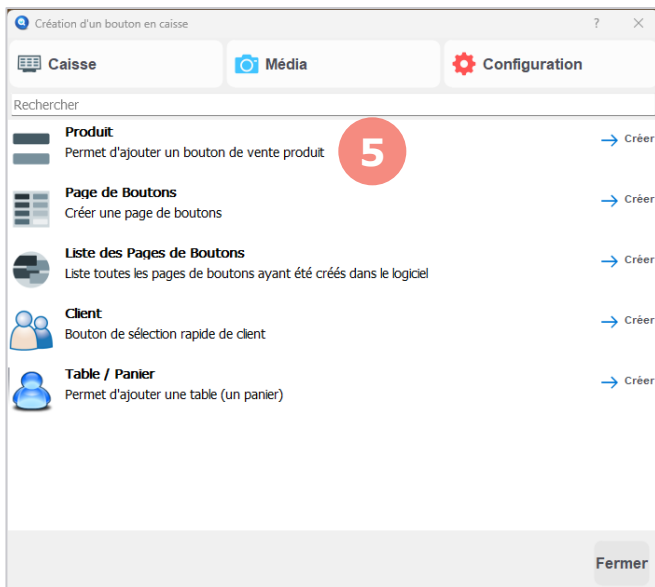 Création d'un bouton en caisse
Caisse
Média
Configuration
Rechercher
Produit
Permet d'ajouter un bouton de vente produit
5
Créer
Page de Boutons
Créer une page de boutons
Créer
Liste des Pages de Boutons
Liste toutes les pages de boutons ayant été créés dans le logiciel
Créer
Client
Bouton de sélection rapide de client
Créer
Table / Panier
Permet d'ajouter une table (un panier)
Créer
Fermer